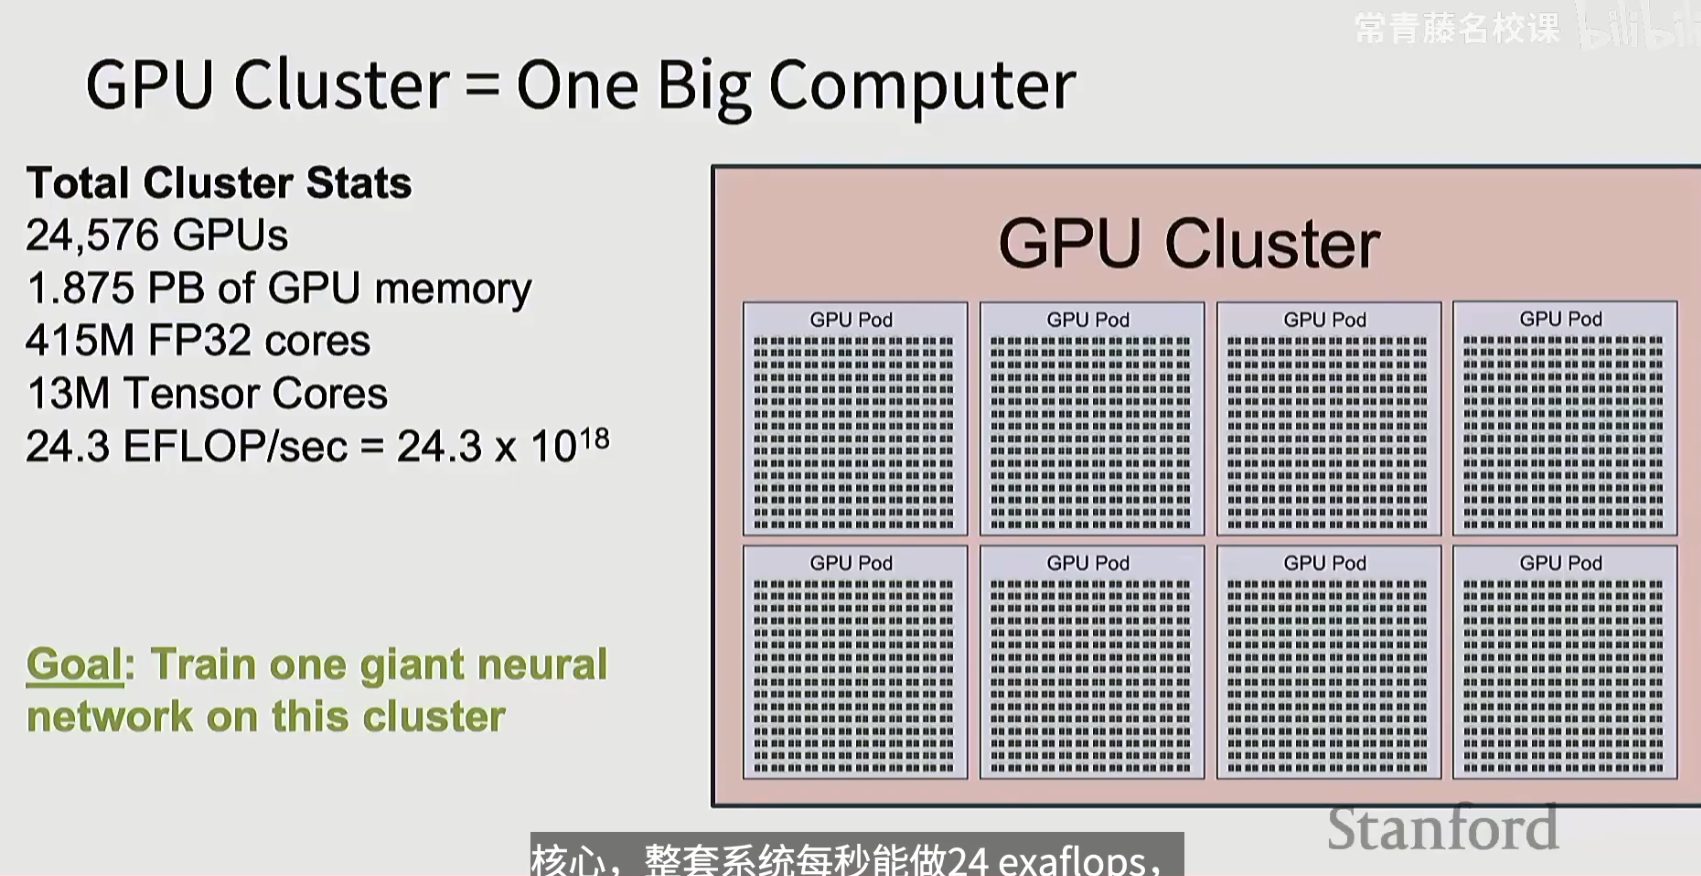 常青藤名校课 bilibili
GPU Cluster = One Big Computer
Total Cluster Stats
24,576 GPUs
1.875 PB of GPU memory
415M FP32 cores
13M Tensor Cores
24.3 EFLOP/sec = 24.3 x 10¹⁸
Goal: Train one giant neural
network on this cluster
GPU Cluster
GPU Pod GPU Pod GPU Pod GPU Pod
GPU Pod GPU Pod GPU Pod GPU Pod
Stanford
核心，整套系统每秒能做24 exaflops，